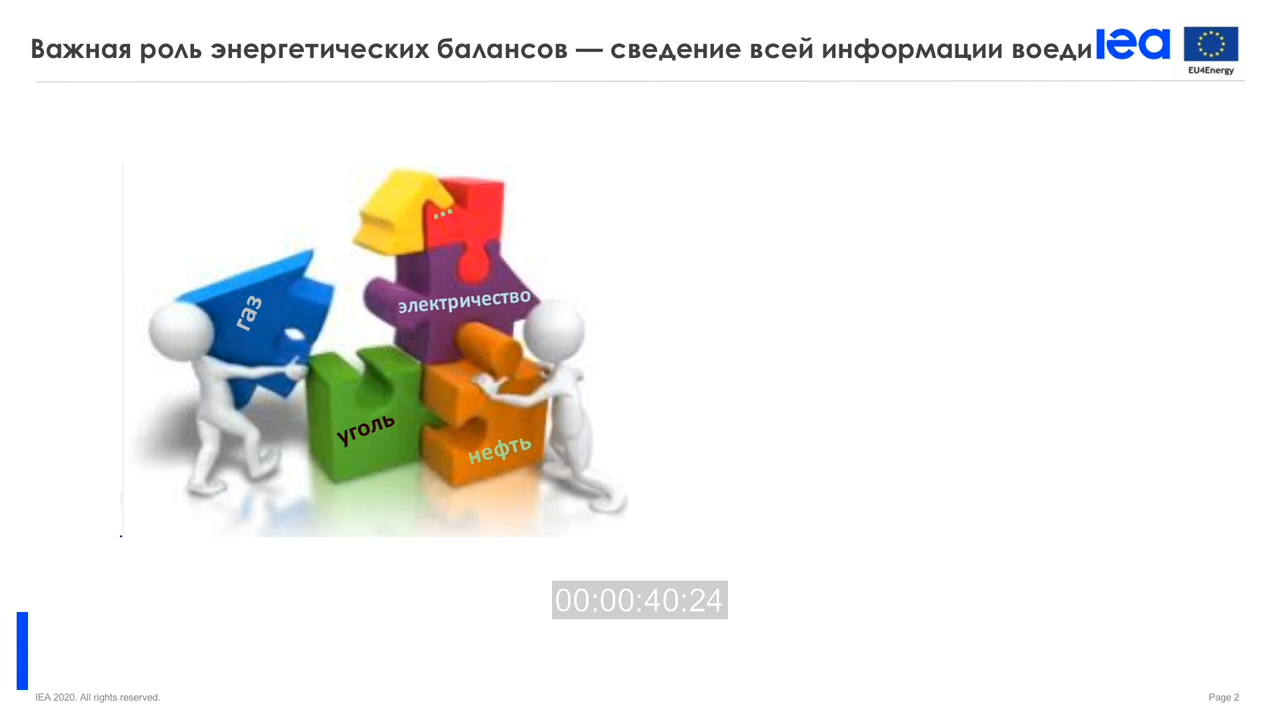 Важная роль энергетических балансов — сведение всей информации воеди
iea
EU4Energy
...
газ
электричество
уголь
нефть
00:00:40:24
IEA 2020. All rights reserved.
Page 2